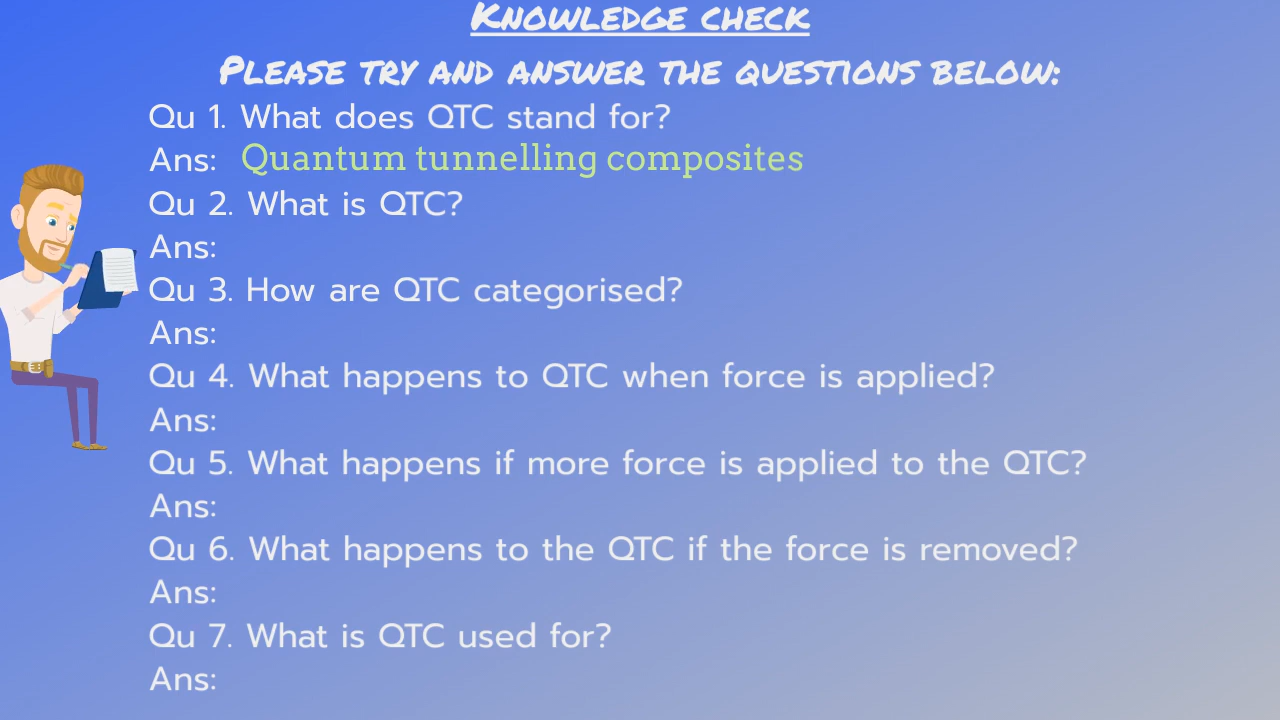 Knowledge check
Please try and answer the questions below:
Qu 1. What does QTC stand for?
Ans: Quantum tunnelling composites
Qu 2. What is QTC?
Ans:
Qu 3. How are QTC categorised?
Ans:
Qu 4. What happens to QTC when force is applied?
Ans:
Qu 5. What happens if more force is applied to the QTC?
Ans:
Qu 6. What happens to the QTC if the force is removed?
Ans:
Qu 7. What is QTC used for?
Ans: